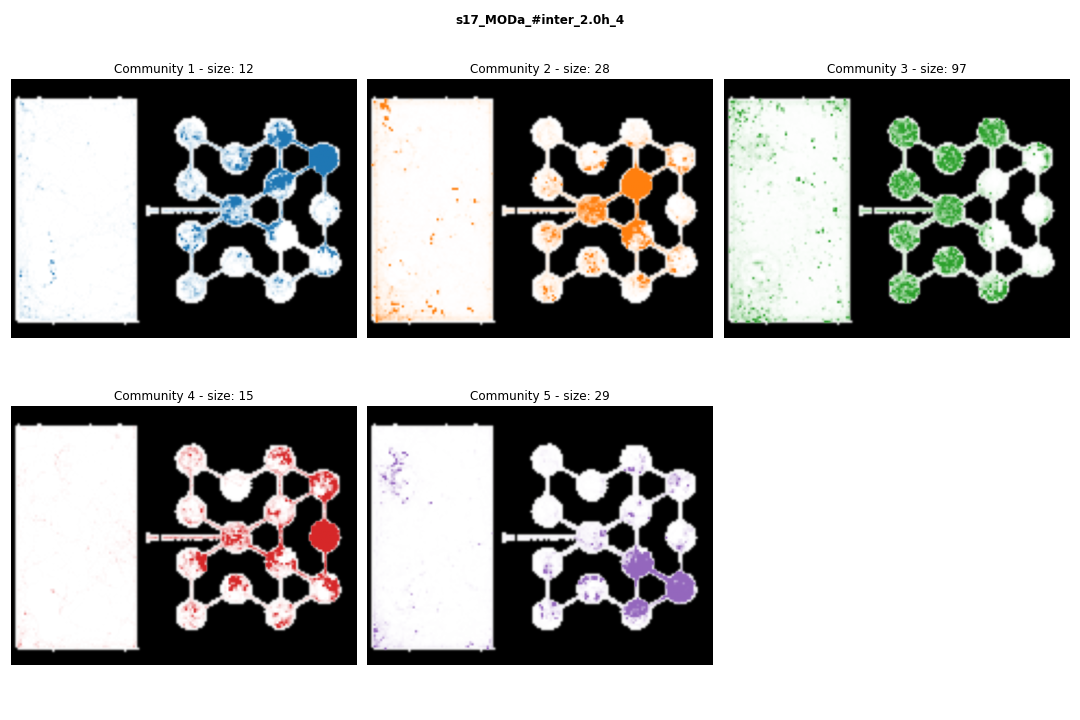 s17_MODa_#inter_2.0h_4
Community 1 - size: 12
Community 2 - size: 28
Community 3 - size: 97
Community 4 - size: 15
Community 5 - size: 29